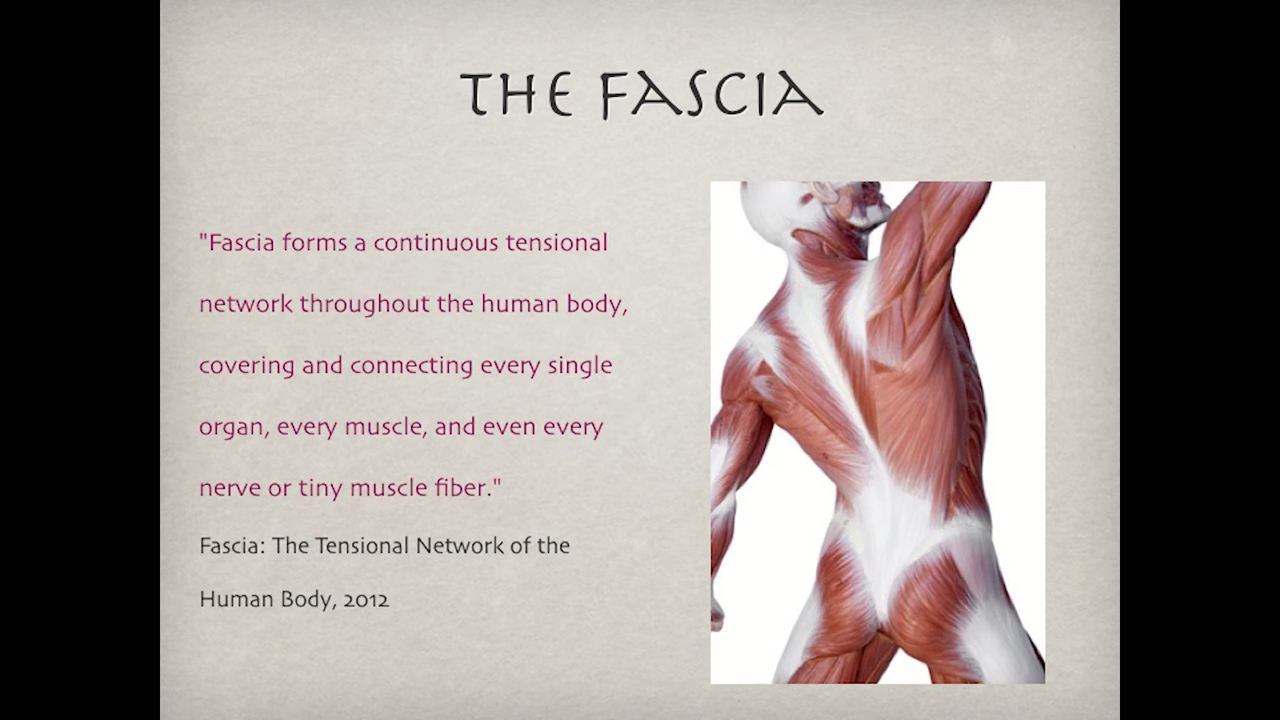 THE FASCIA
"Fascia forms a continuous tensional
network throughout the human body,
covering and connecting every single
organ, every muscle, and even every
nerve or tiny muscle fiber."
Fascia: The Tensional Network of the
Human Body, 2012